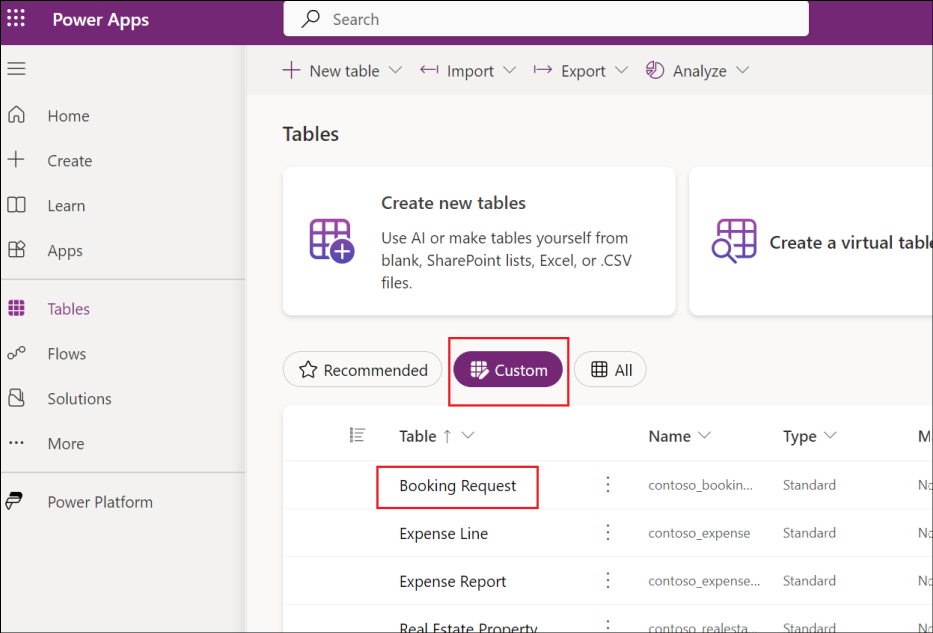 Power Apps
Search
Home
Create
Learn
Apps
Tables
Flows
Solutions
More
Power Platform
New table
Import
Export
Analyze
Tables
Create new tables
Use AI or make tables yourself from
blank, SharePoint lists, Excel, or .CSV
files.
Create a virtual table
Recommended
Custom
All
Table ↑ Name Type M
Booking Request contoso_bookin... Standard No
Expense Line contoso_expense Standard No
Expense Report contoso_expense... Standard No
Real Estate Property contoso_realesta... Standard No